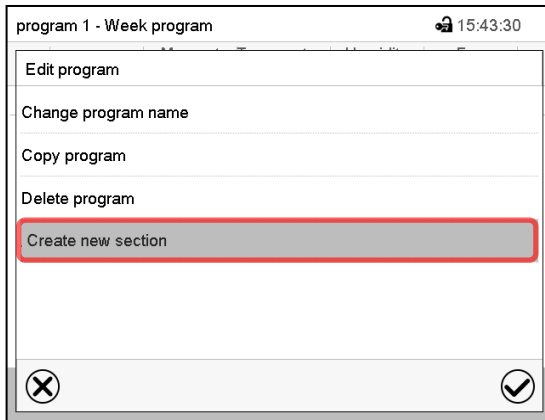 program 1 - Week program 15:43:30
Edit program
Change program name
Copy program
Delete program
Create new section